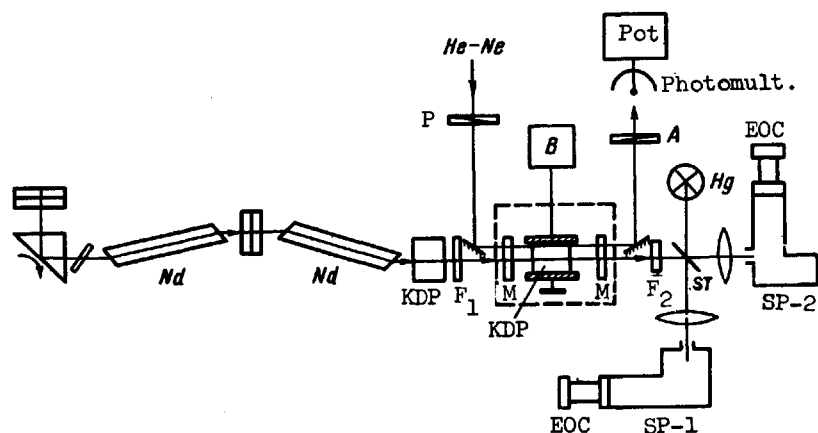 Pot
He-Ne
Photomult.
P
B
A
EOC
Hg
Nd
Nd
KDP
F1
M
M
F2
ST
KDP
SP-2
EOC
SP-1